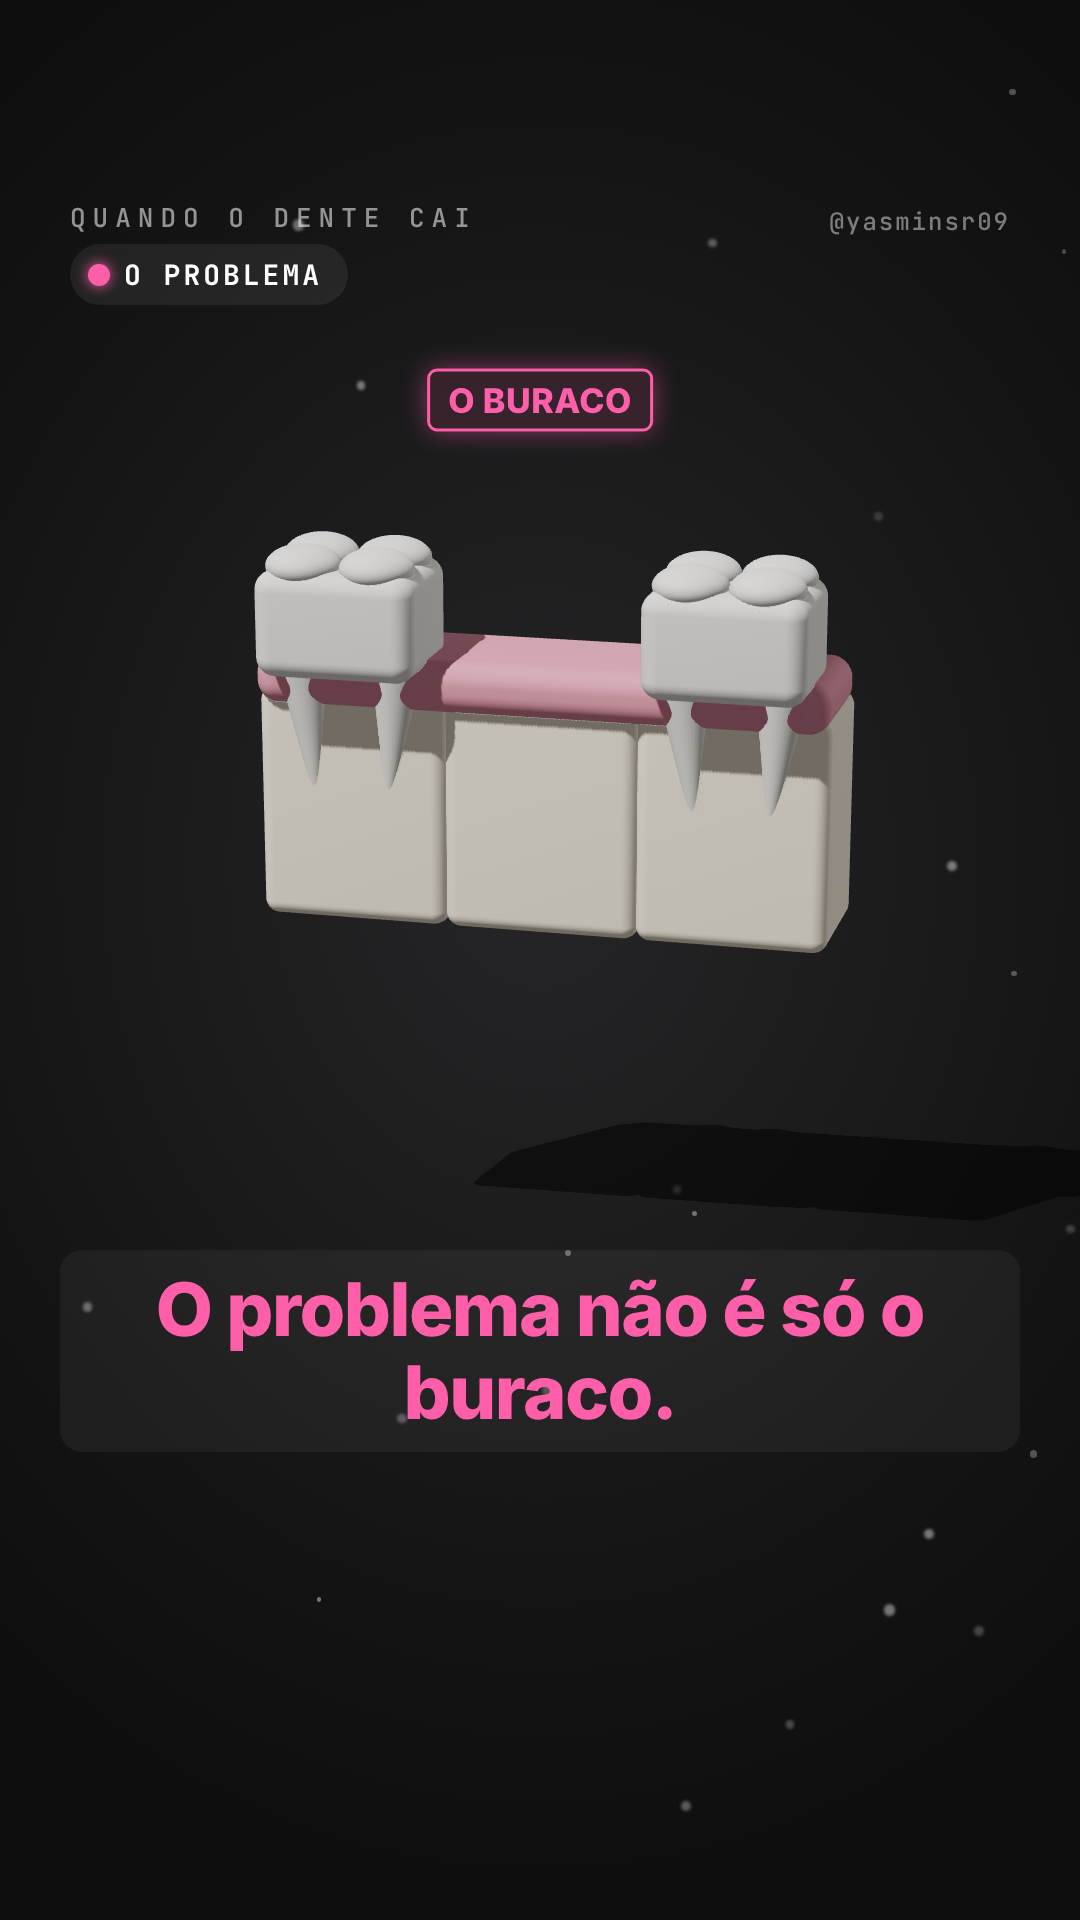 QUANDO O DENTE CAI
@yasminsr09
O PROBLEMA
O BURACO
O problema não é só o
buraco.